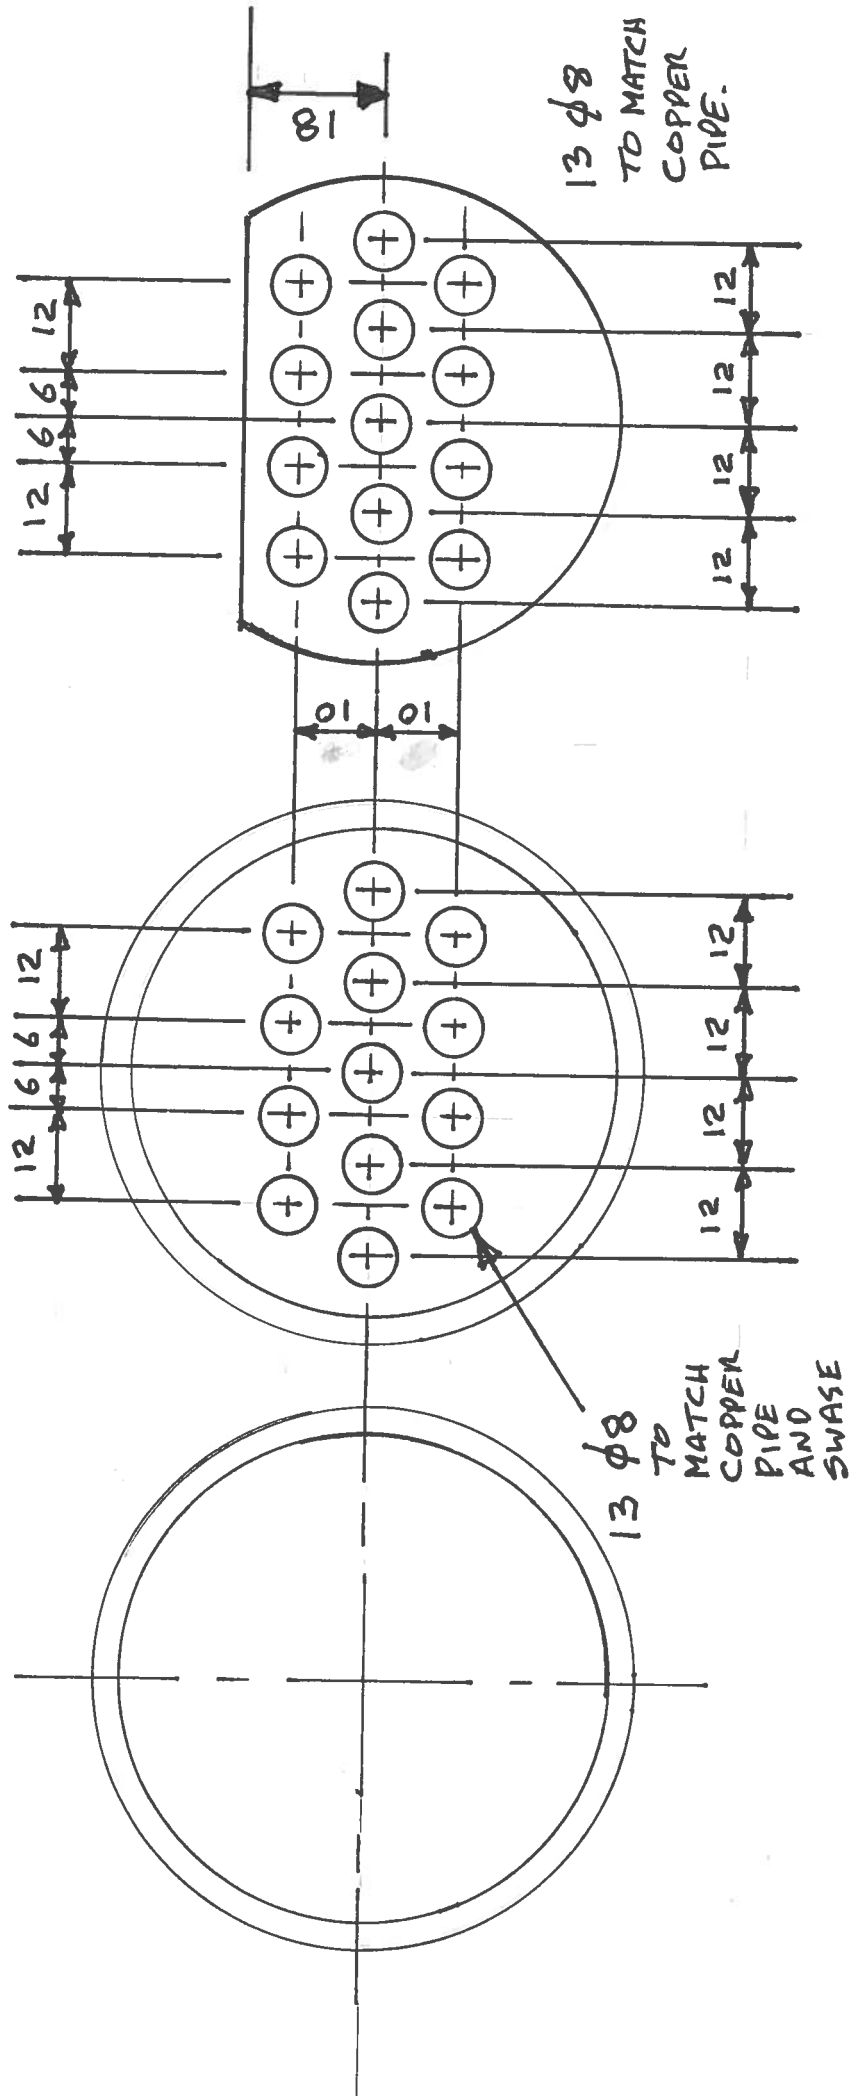 12 6 6 12
12 6 6 12
18
10
10
13 ϕ8
TO MATCH
COPPER
PIPE.
12 12 12 12
12 12 12 12
13 ϕ8
TO
MATCH
COPPER
PIPE
AND
SWASE